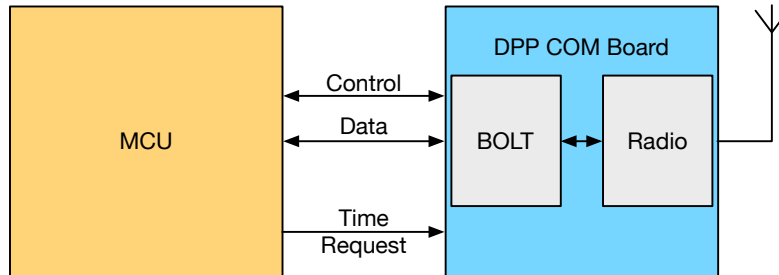 DPP COM Board
Control
MCU
Data
BOLT
Radio
Time
Request